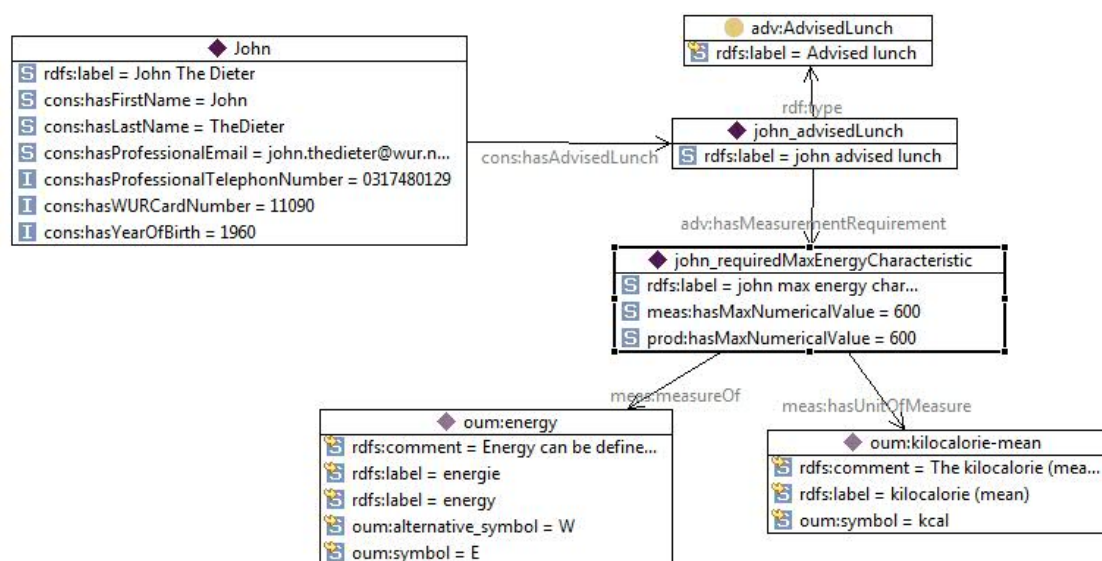 John
rdfs:label = John The Dieter
cons:hasFirstName = John
cons:hasLastName = TheDieter
cons:hasProfessionalEmail = john.thedieter@wur.n...
cons:hasProfessionalTelephonNumber = 0317480129
cons:hasWURCardNumber = 11090
cons:hasYearOfBirth = 1960
adv:AdvisedLunch
rdfs:label = Advised lunch
rdf:type
cons:hasAdvisedLunch
john_advisedLunch
rdfs:label = john advised lunch
adv:hasMeasurementRequirement
john_requiredMaxEnergyCharacteristic
rdfs:label = john max energy char...
meas:hasMaxNumericalValue = 600
prod:hasMaxNumericalValue = 600
meas:measureOf
meas:hasUnitOfMeasure
oum:energy
rdfs:comment = Energy can be define...
rdfs:label = energie
rdfs:label = energy
oum:alternative_symbol = W
oum:symbol = E
oum:kilocalorie-mean
rdfs:comment = The kilocalorie (mea...
rdfs:label = kilocalorie (mean)
oum:symbol = kcal